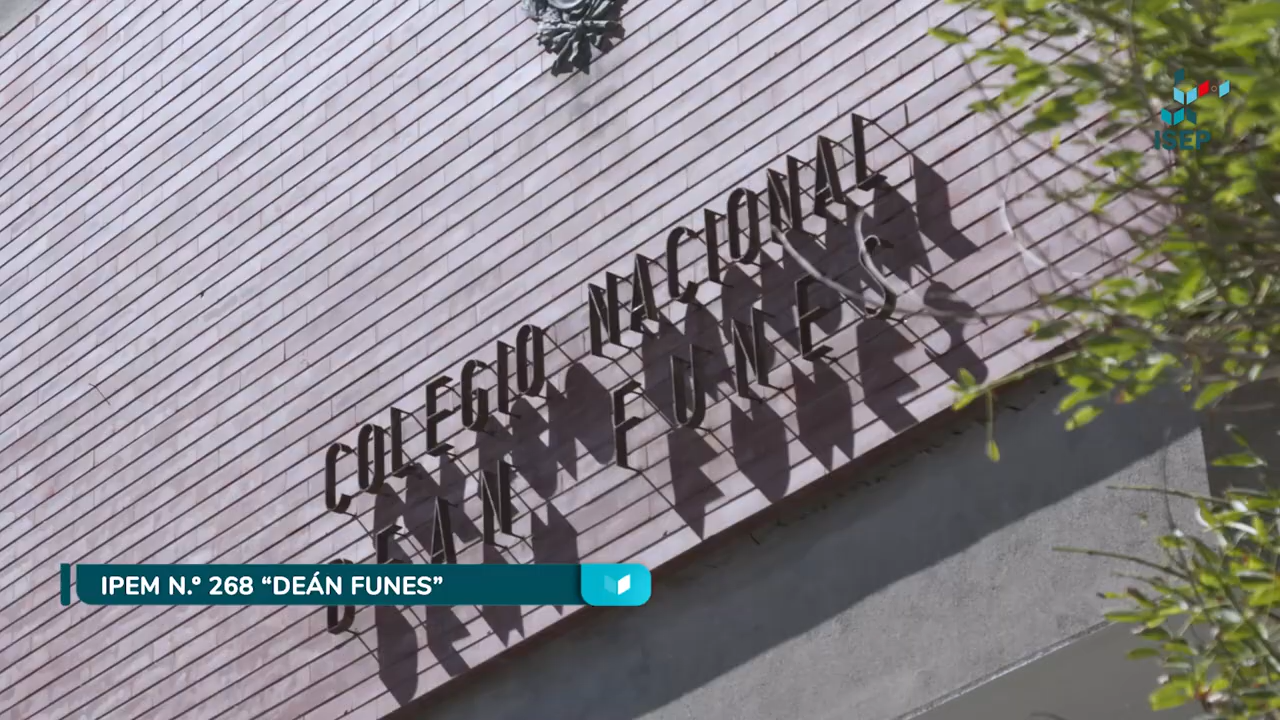 ISEP
COLEGIO NACIONAL
DEAN FUNES
IPEM N.º 268 “DEÁN FUNES”